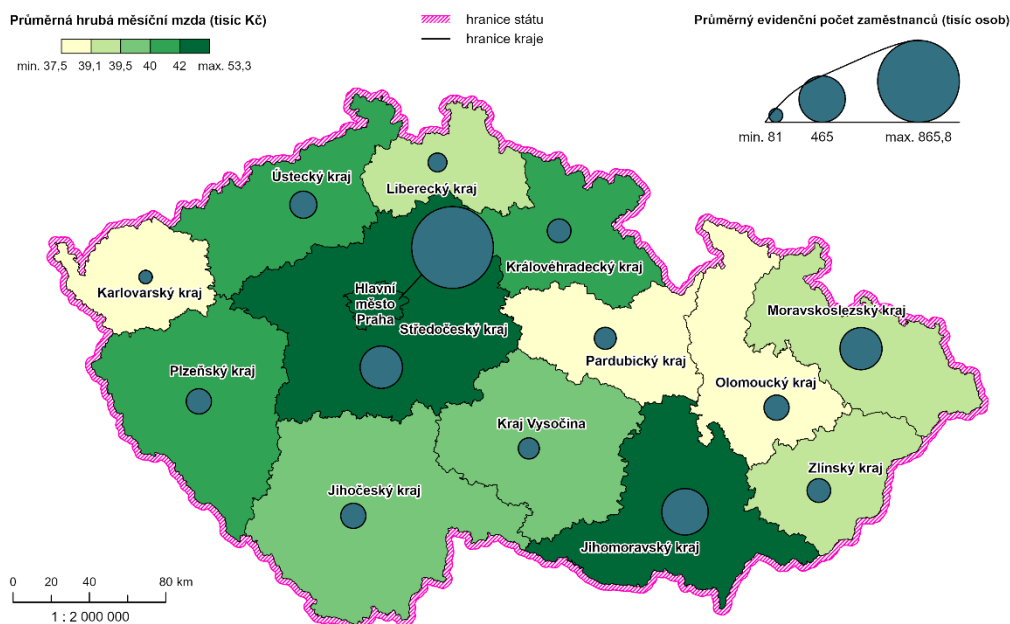 Průměrná hrubá měsíční mzda (tisíc Kč)
min. 37,5 39,1 39,5 40 42 max. 53,3
hranice státu
hranice kraje
Průměrný evidenční počet zaměstnanců (tisíc osob)
min. 81 465 max. 865,8
Ústecký kraj
Liberecký kraj
Karlovarský kraj
Královéhradecký kraj
Hlavní
město
Praha
Středočeský kraj
Moravskoslezský kraj
Pardubický kraj
Plzeňský kraj
Olomoucký kraj
Kraj Vysočina
Zlínský kraj
Jihočeský kraj
Jihomoravský kraj
0 20 40 80 km
1 : 2 000 000